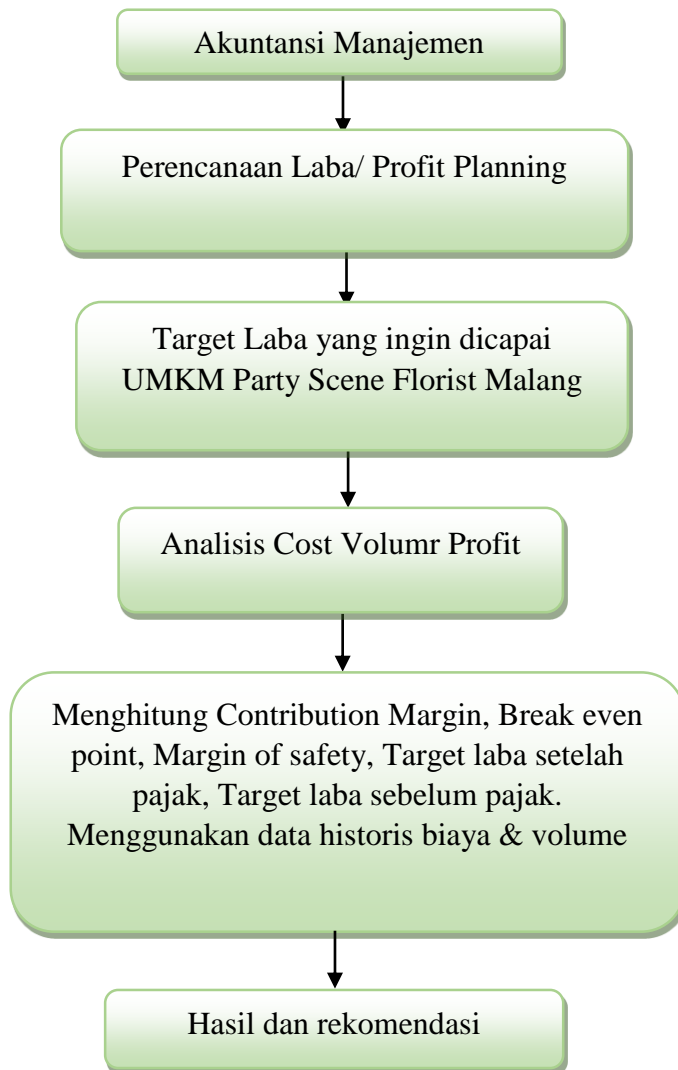 Akuntansi Manajemen
Perencanaan Laba/ Profit Planning
Target Laba yang ingin dicapai
UMKM Party Scene Florist Malang
Analisis Cost Volumr Profit
Menghitung Contribution Margin, Break even
point, Margin of safety, Target laba setelah
pajak, Target laba sebelum pajak.
Menggunakan data historis biaya & volume
Hasil dan rekomendasi